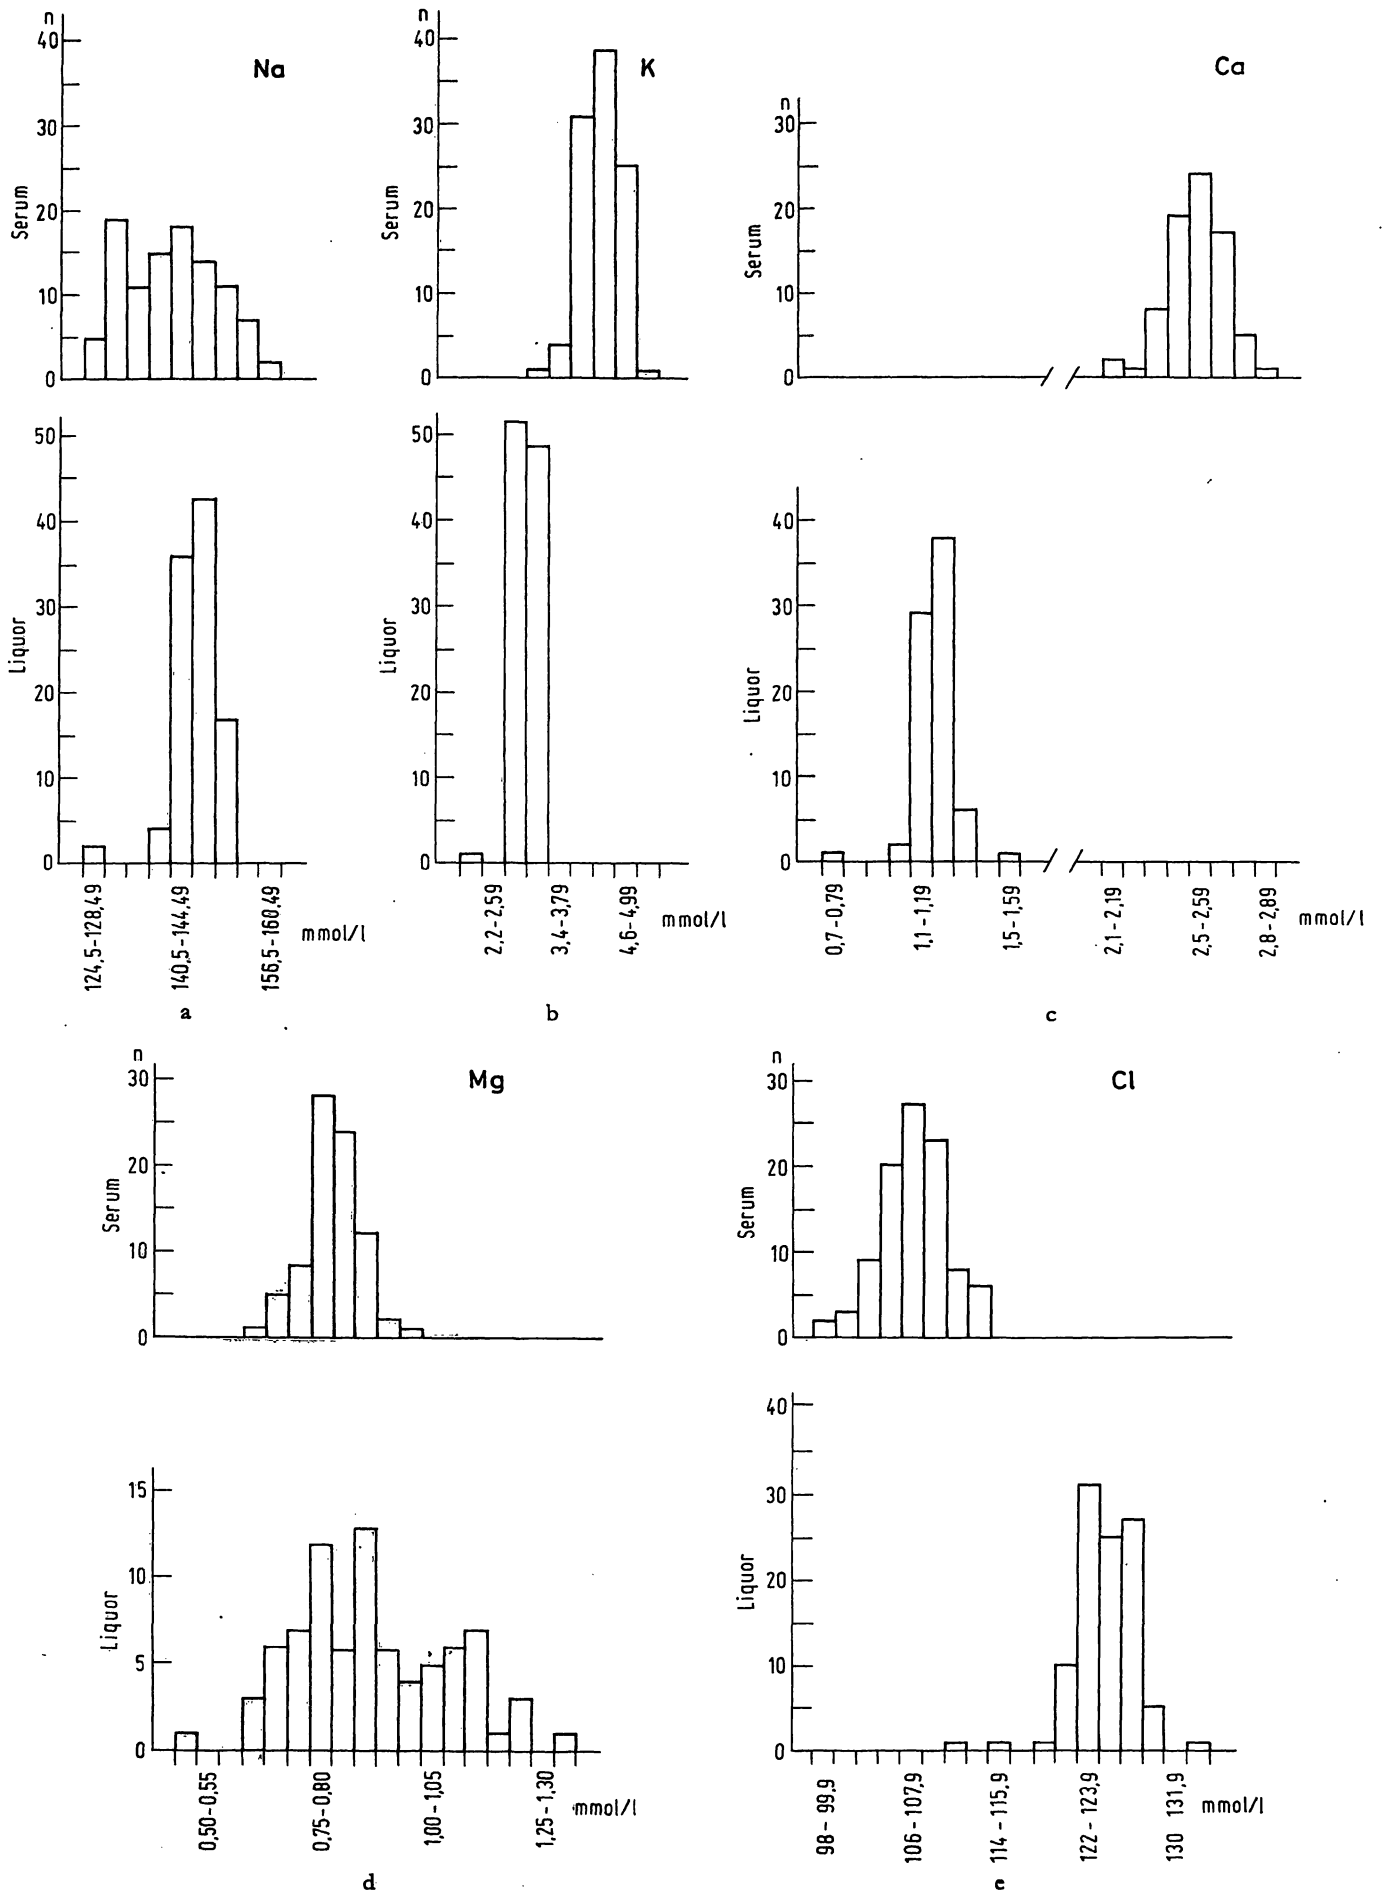 n
40
30
20
10
0
Serum
Na
n
40
30
20
10
0
Serum
K
n
30
20
10
0
Serum
Ca
50
40
30
20
10
0
Liquor
124,5-128,49
140,5-144,49
156,5-160,49
mmol/l
a
50
40
30
20
10
0
Liquor
2,2-2,59
3,4-3,79
4,6-4,99
mmol/l
b
40
30
20
10
0
Liquor
0,7-0,79
1,1-1,19
1,5-1,59
2,1-2,19
2,5-2,59
2,8-2,89
mmol/l
c
n
30
20
10
0
Serum
Mg
n
30
20
10
0
Serum
Cl
15
10
5
0
Liquor
0,50-0,55
0,75-0,80
1,00-1,05
1,25-1,30
mmol/l
d
40
30
20
10
0
Liquor
98-99,9
106-107,9
114-115,9
122-123,9
130-131,9
mmol/l
e